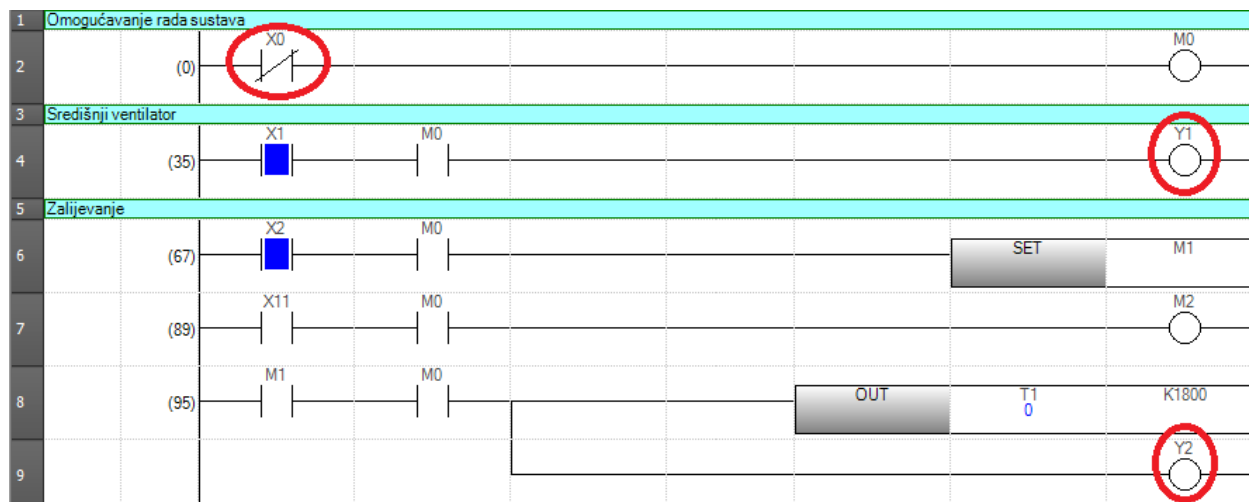 1 Omogućavanje rada sustava
X0 M0
2 (0)
3 Središnji ventilator
X1 M0 Y1
4 (35)
5 Zalijevanje
X2 M0
6 (67) SET M1
X11 M0 M2
7 (89)
M1 M0
8 (95) OUT T1 K1800
0
Y2
9